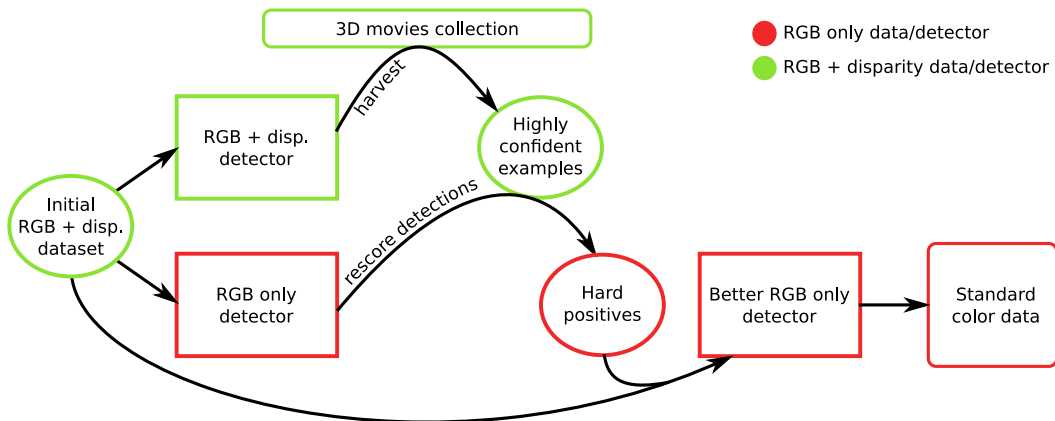 3D movies collection
RGB only data/detector
RGB + disparity data/detector
harvest
RGB + disp.
detector
Highly
confident
examples
Initial
RGB + disp.
dataset
rescore detections
RGB only
detector
Hard
positives
Better RGB only
detector
Standard
color data